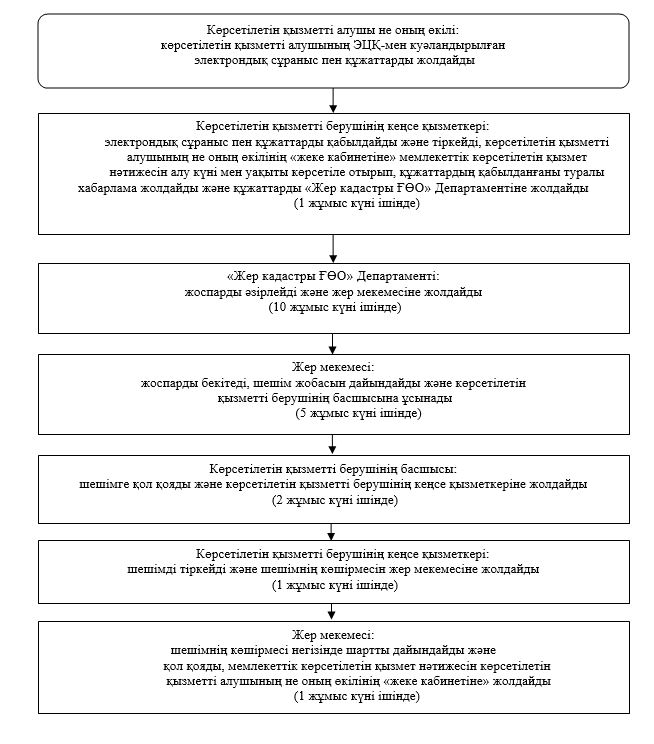 Көрсетілетін қызметті алушы не оның өкілі:
көрсетілетін қызметті алушының ЭЦҚ-мен куәландырылған
электрондық сұраныс пен құжаттарды жолдайды
Көрсетілетін қызметті берушінің кеңсе қызметкері:
электрондық сұраныс пен құжаттарды қабылдайды және тіркейді, көрсетілетін қызметті
алушының не оның өкілінің «жеке кабинетіне» мемлекеттік көрсетілетін қызмет
нәтижесін алу күні мен уақыты көрсетіле отырып, құжаттардың қабылданғаны туралы
хабарлама жолдайды және құжаттарды «Жер кадастры ҒӨО» Департаментіне жолдайды
(1 жұмыс күні ішінде)
«Жер кадастры ҒӨО» Департаменті:
жоспарды әзірлейді және жер мекемесіне жолдайды
(10 жұмыс күні ішінде)
Жер мекемесі:
жоспарды бекітеді, шешім жобасын дайындайды және көрсетілетін
қызметті берушінің басшысына ұсынады
(5 жұмыс күні ішінде)
Көрсетілетін қызметті берушінің басшысы:
шешімге қол қояды және көрсетілетін қызметті берушінің кеңсе қызметкеріне жолдайды
(2 жұмыс күні ішінде)
Көрсетілетін қызметті берушінің кеңсе қызметкері:
шешімді тіркейді және шешімнің көшірмесін жер мекемесіне жолдайды
(1 жұмыс күні ішінде)
Жер мекемесі:
шешімнің көшірмесі негізінде шартты дайындайды және
қол қояды, мемлекеттік көрсетілетін қызмет нәтижесін көрсетілетін
қызметті алушының не оның өкілінің «жеке кабинетіне» жолдайды
(1 жұмыс күні ішінде)